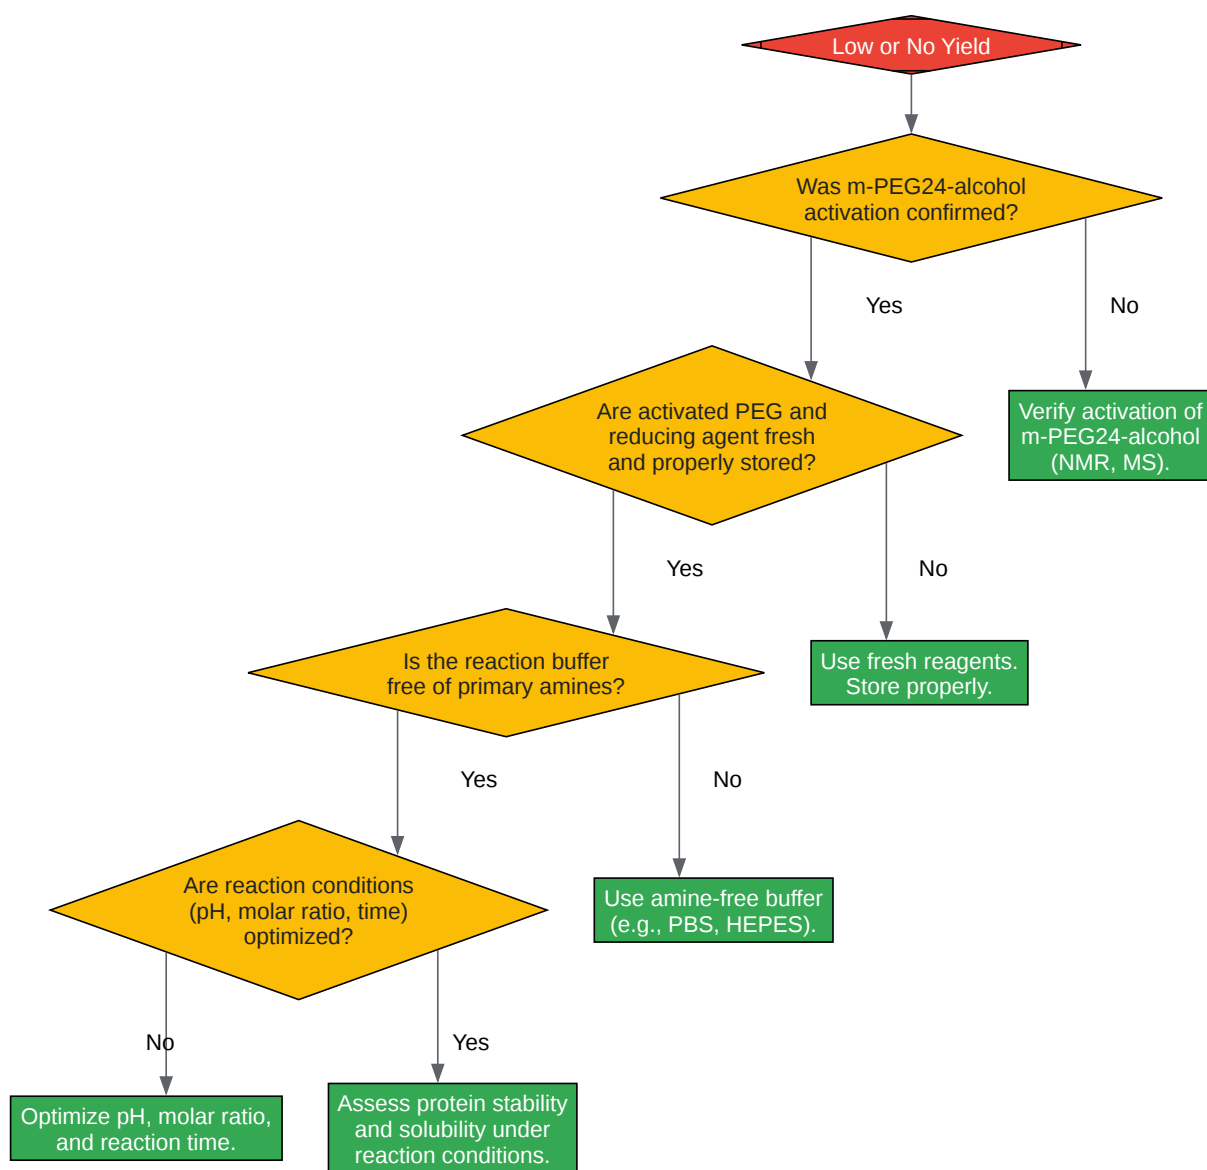 Low or No Yield
Was m-PEG24-alcohol
activation confirmed?
Yes
No
Are activated PEG and
reducing agent fresh
and properly stored?
Verify activation of
m-PEG24-alcohol
(NMR, MS).
Yes
No
Is the reaction buffer
free of primary amines?
Use fresh reagents.
Store properly.
Yes
No
Are reaction conditions
(pH, molar ratio, time)
optimized?
Use amine-free buffer
(e.g., PBS, HEPES).
No
Yes
Optimize pH, molar ratio,
and reaction time.
Assess protein stability
and solubility under
reaction conditions.